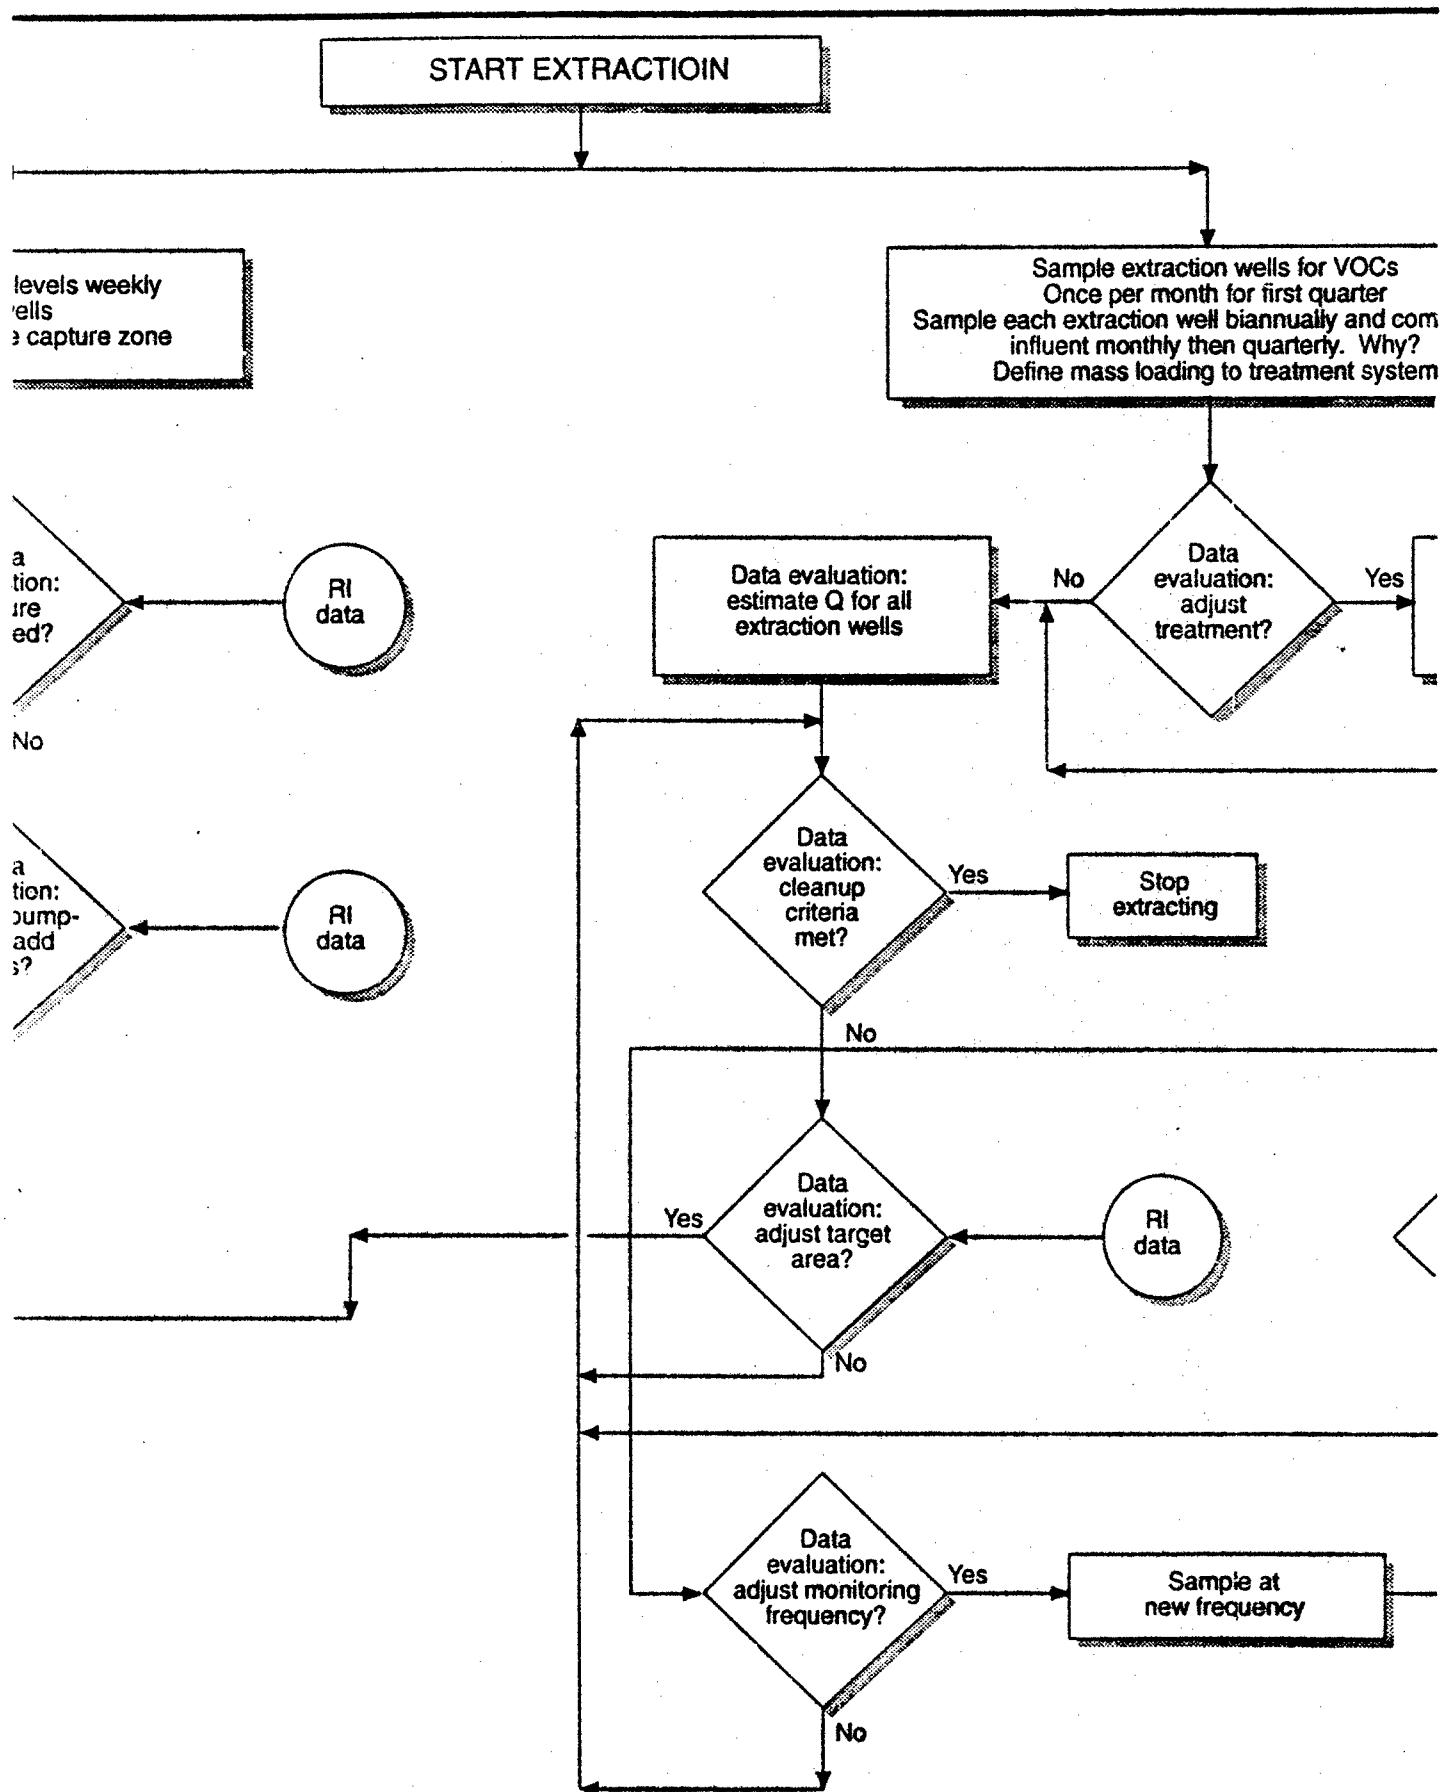 START EXTRACTIOIN
levels weekly
capture zone
Sample extraction wells for VOCs
Once per month for first quarter
Sample each extraction well biannually and com
influent monthly then quarterly. Why?
Define mass loading to treatment system
RI
data
No
RI
data
add
Data evaluation:
estimate Q for all
extraction wells
No
Data
evaluation:
adjust
treatment?
Yes
Data
evaluation:
cleanup
criteria
met?
Yes
Stop
extracting
No
Yes
Data
evaluation:
adjust target
area?
RI
data
No
Data
evaluation:
adjust monitoring
frequency?
Yes
Sample at
new frequency
No